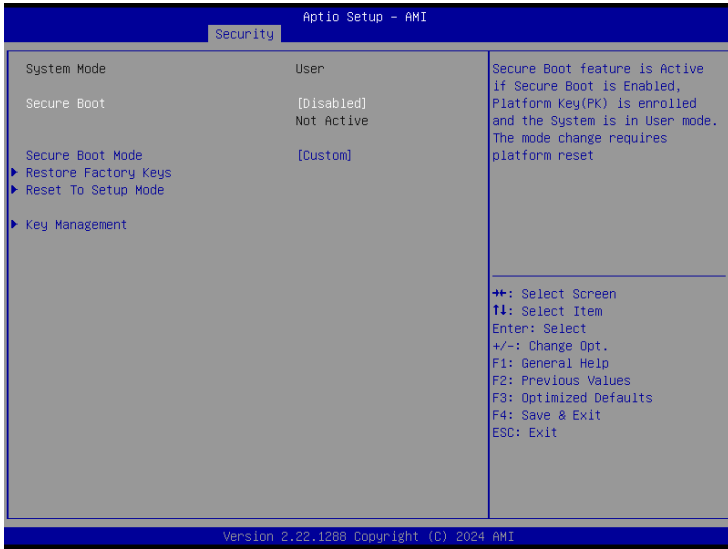 Aptio Setup – AMI
Security
System Mode User
Secure Boot [Disabled]
Not Active
Secure Boot Mode [Custom]
Restore Factory Keys
Reset To Setup Mode
Key Management
Secure Boot feature is Active
if Secure Boot is Enabled,
Platform Key(PK) is enrolled
and the System is in User mode.
The mode change requires
platform reset
→←: Select Screen
↑↓: Select Item
Enter: Select
+/-: Change Opt.
F1: General Help
F2: Previous Values
F3: Optimized Defaults
F4: Save & Exit
ESC: Exit
Version 2.22.1288 Copyright (C) 2024 AMI